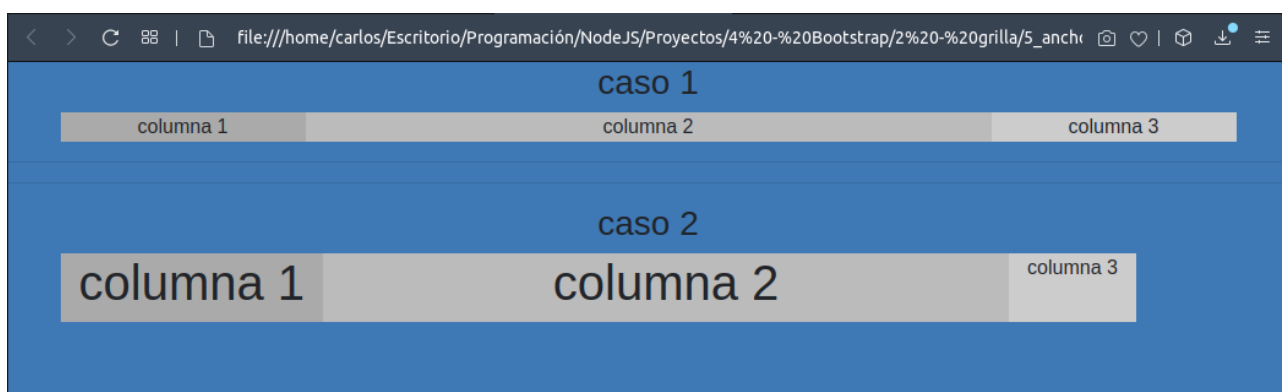 file:///home/carlos/Escritorio/Programación/NodeJS/Proyectos/4%20-%20Bootstrap/2%20-%20grilla/5_anch
caso 1
columna 1 columna 2 columna 3
caso 2
columna 1 columna 2 columna 3